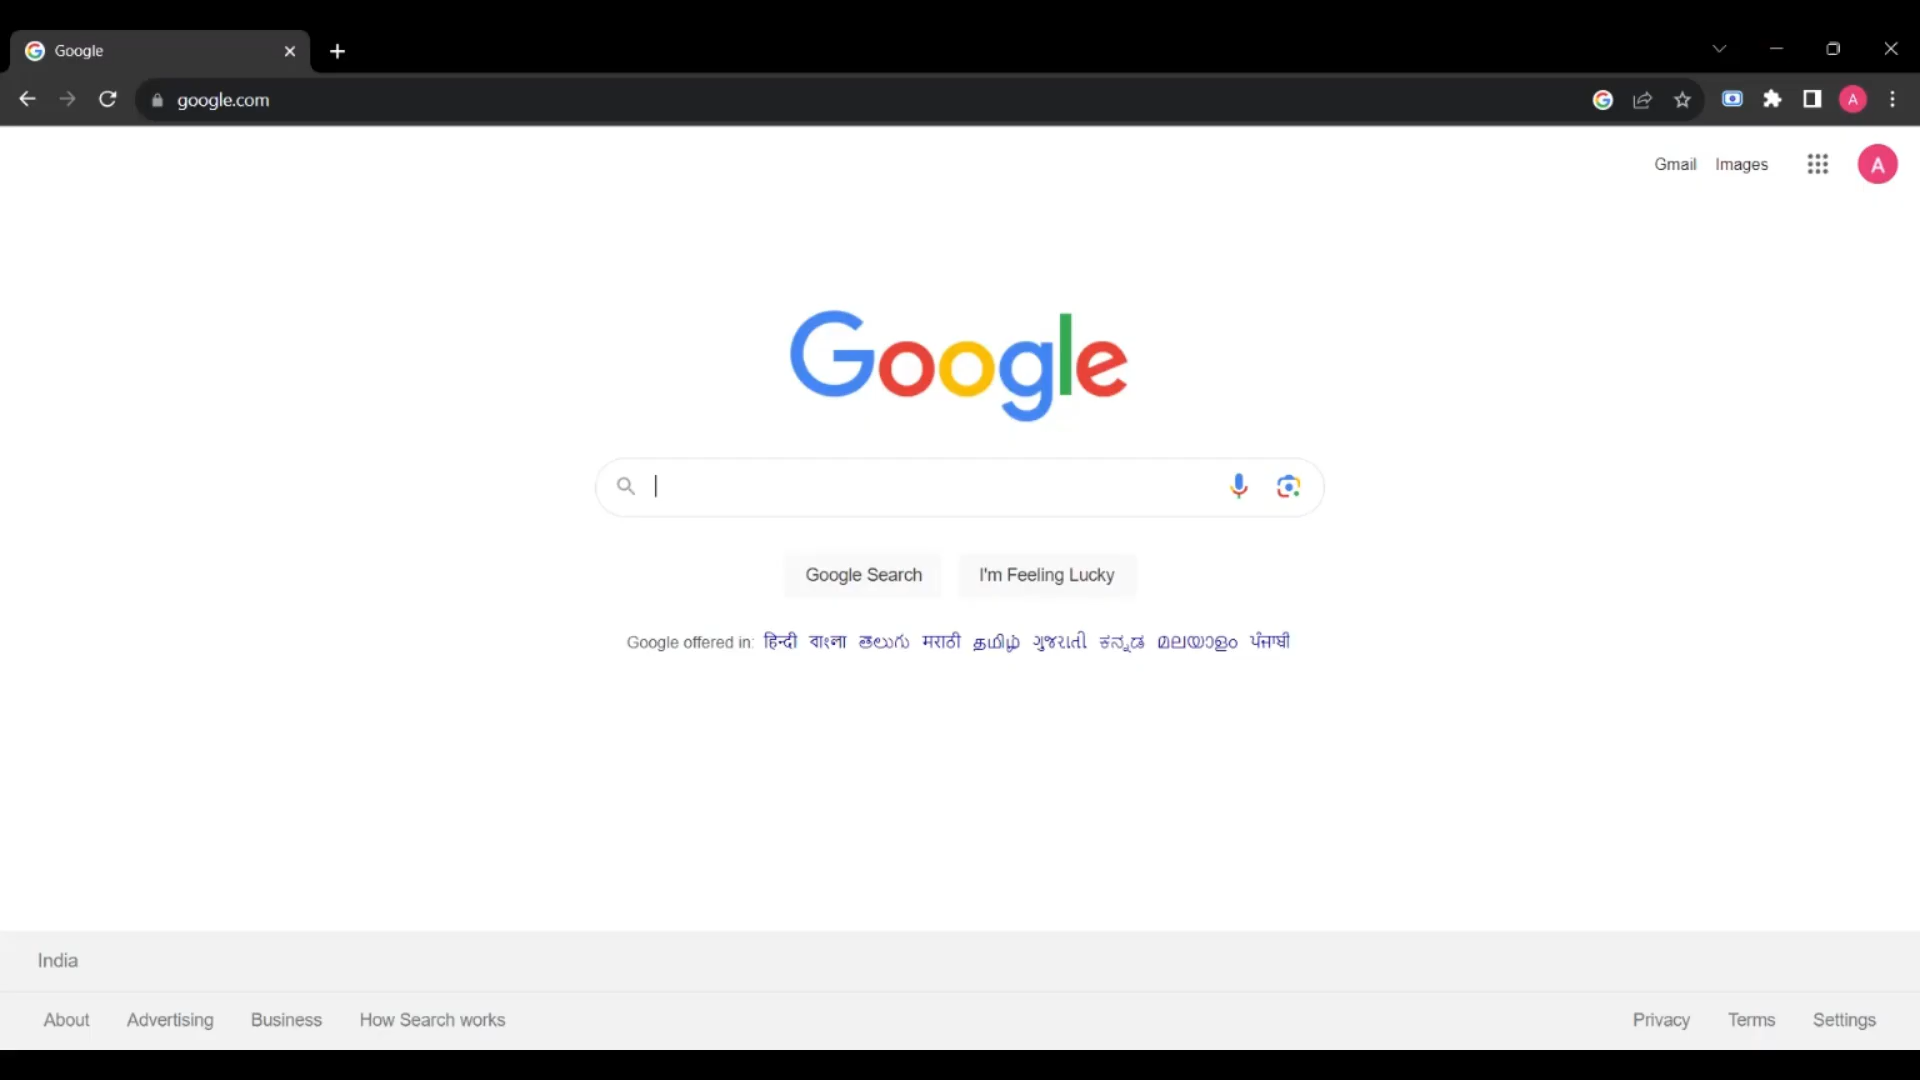 Google
google.com
A
Gmail Images A
Google
Google Search I'm Feeling Lucky
Google offered in: हिन्दी বাংলা తెలుగు मराठी தமிழ் ગુજરાતી ಕನ್ನಡ മലയാളം ਪੰਜਾਬੀ
India
About Advertising Business How Search works Privacy Terms Settings